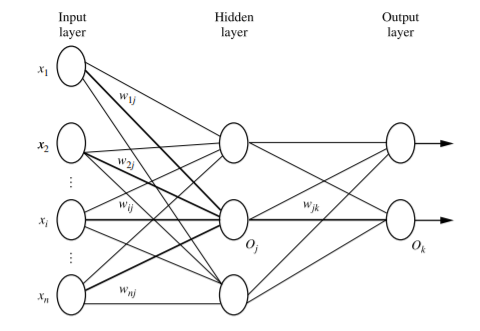 Input layer
Hidden layer
Output layer
x1
w1j
x2
w2j
⋮
wij
xi
wjk
Oj
Ok
⋮
wnj
xn